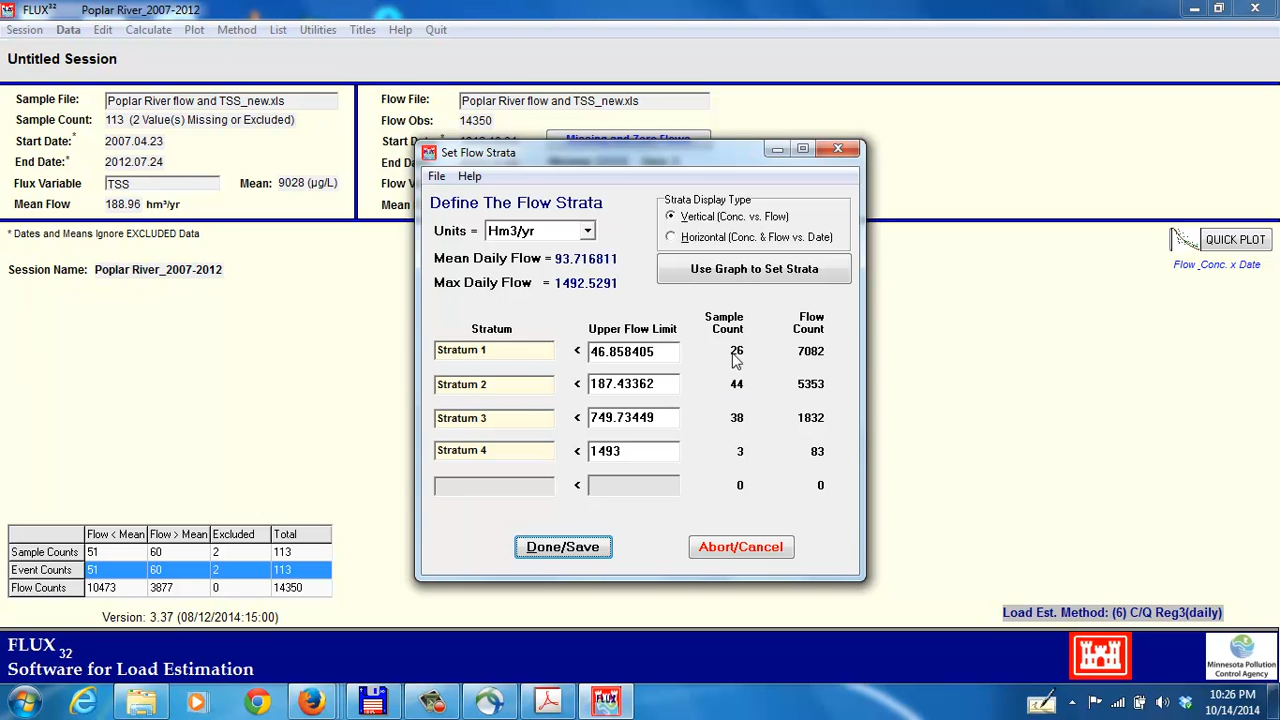 FLUX³² Poplar River_2007-2012
Session Data Edit Calculate Plot Method List Utilities Titles Help Quit
Untitled Session
Sample File: Poplar River flow and TSS_new.xls
Sample Count: 113 (2 Value(s) Missing or Excluded)
Start Date:* 2007.04.23
End Date:* 2012.07.24
Flux Variable TSS Mean: 9028 (µg/L)
Mean Flow 188.96 hm³/yr
Flow File: Poplar River flow and TSS_new.xls
Flow Obs: 14350
Missing and Zero Flows
* Dates and Means Ignore EXCLUDED Data
Session Name: Poplar River_2007-2012
QUICK PLOT
Flow _Conc. x Date
Set Flow Strata
File Help
Define The Flow Strata
Units = Hm3/yr
Mean Daily Flow = 93.716811
Max Daily Flow = 1492.5291
Strata Display Type
Vertical (Conc. vs. Flow)
Horizontal (Conc. & Flow vs. Date)
Use Graph to Set Strata
Stratum Upper Flow Limit Sample Count Flow Count
Stratum 1 < 46.858405 26 7082
Stratum 2 < 187.43362 44 5353
Stratum 3 < 749.73449 38 1832
Stratum 4 < 1493 3 83
< 0 0
Done/Save Abort/Cancel
Flow < Mean Flow > Mean Excluded Total
Sample Counts 51 60 2 113
Event Counts 51 60 2 113
Flow Counts 10473 3877 0 14350
Version: 3.37 (08/12/2014:15:00)
Load Est. Method: (6) C/Q Reg3(daily)
FLUX 32
Software for Load Estimation
Minnesota Pollution
Control Agency
10:26 PM
10/14/2014